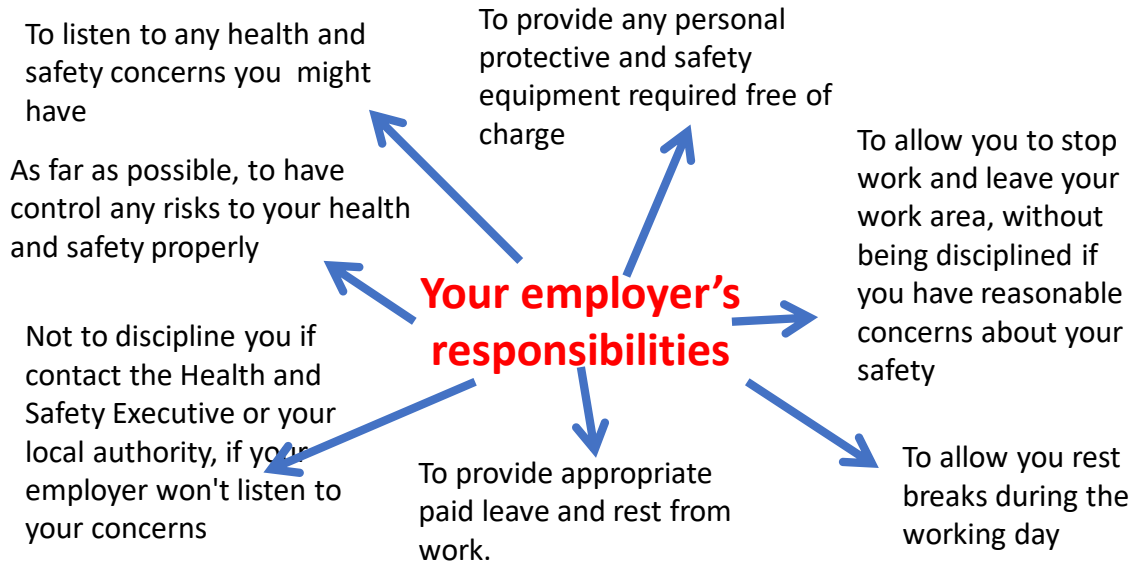 To listen to any health and
safety concerns you might
have
To provide any personal
protective and safety
equipment required free of
charge
As far as possible, to have
control any risks to your health
and safety properly
To allow you to stop
work and leave your
work area, without
being disciplined if
you have reasonable
concerns about your
safety
Your employer’s
responsibilities
Not to discipline you if
contact the Health and
Safety Executive or your
local authority, if your
employer won't listen to
your concerns
To provide appropriate
paid leave and rest from
work.
To allow you rest
breaks during the
working day